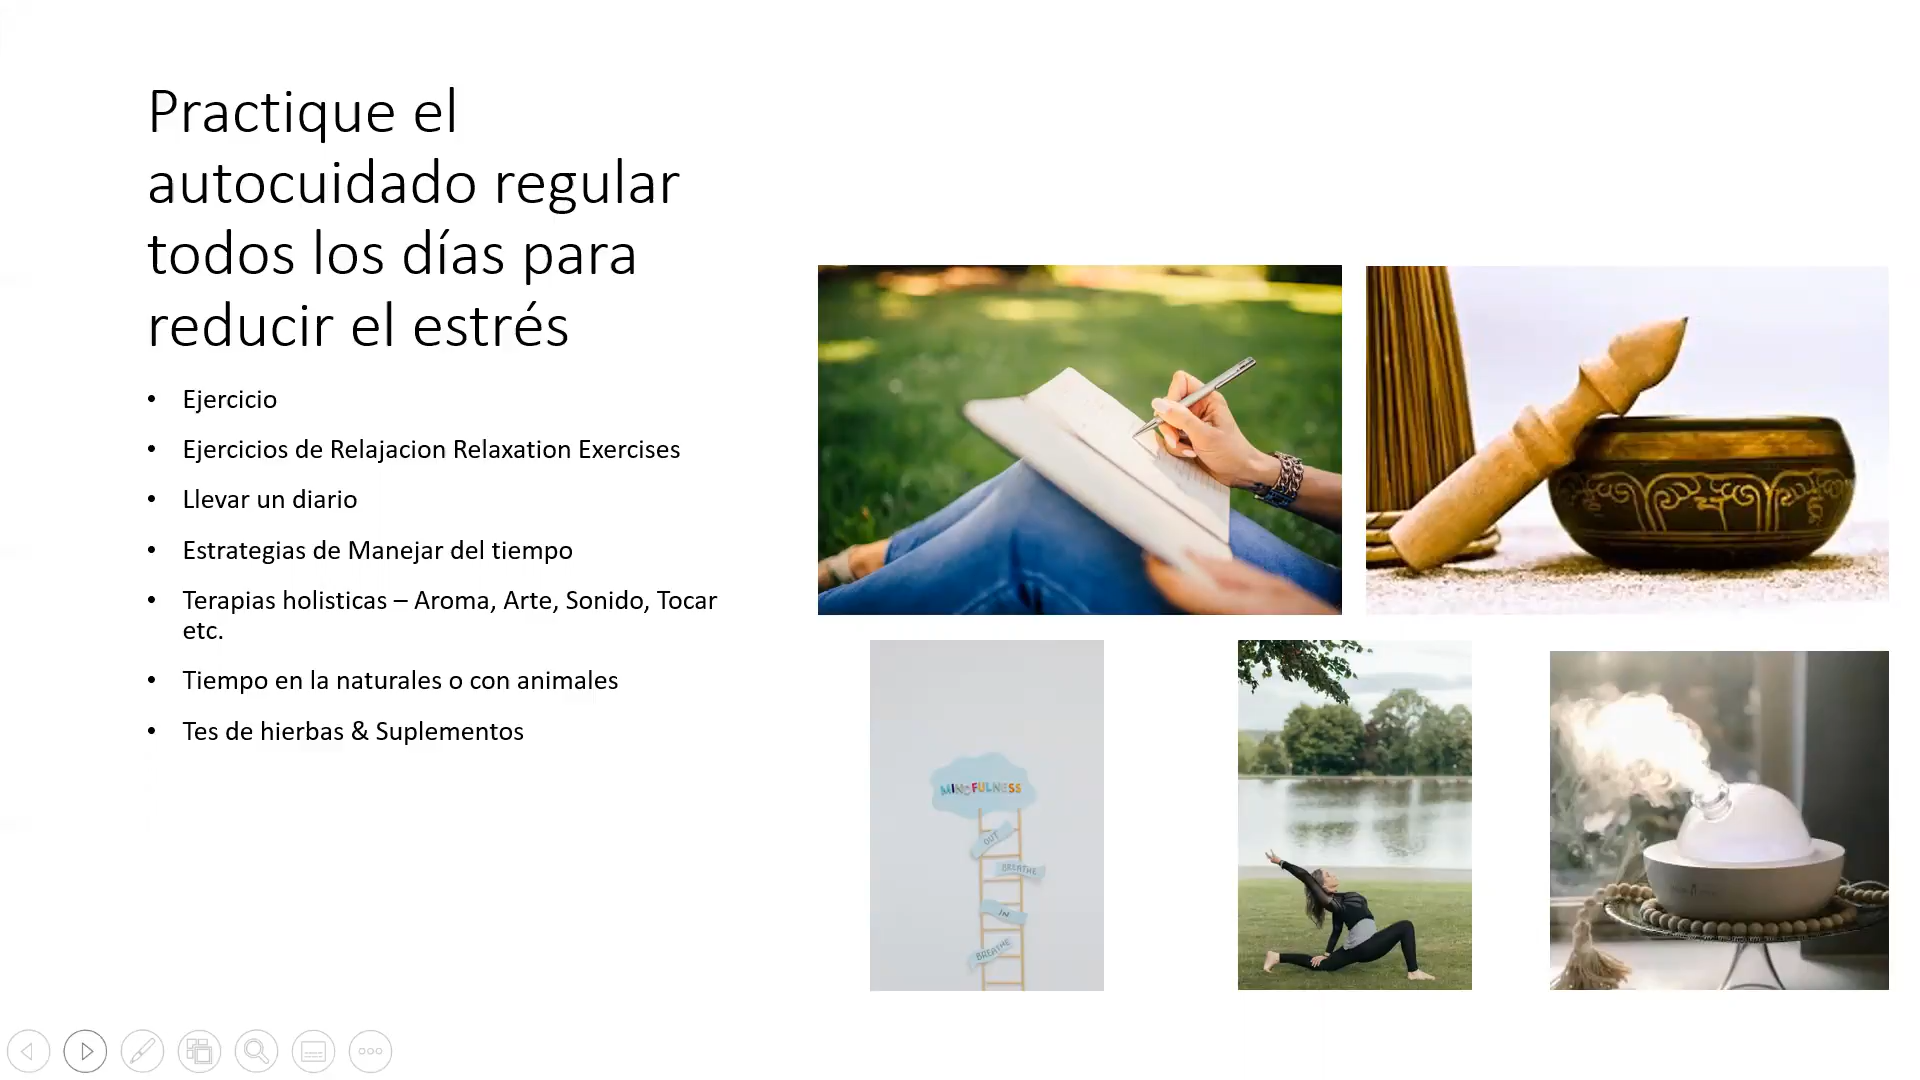 Practique el
autocuidado regular
todos los días para
reducir el estrés
• Ejercicio
• Ejercicios de Relajacion Relaxation Exercises
• Llevar un diario
• Estrategias de Manejar del tiempo
• Terapias holisticas – Aroma, Arte, Sonido, Tocar
etc.
• Tiempo en la naturales o con animales
• Tes de hierbas & Suplementos
MINDFULNESS
OUT
BREATHE
IN
BREATHE